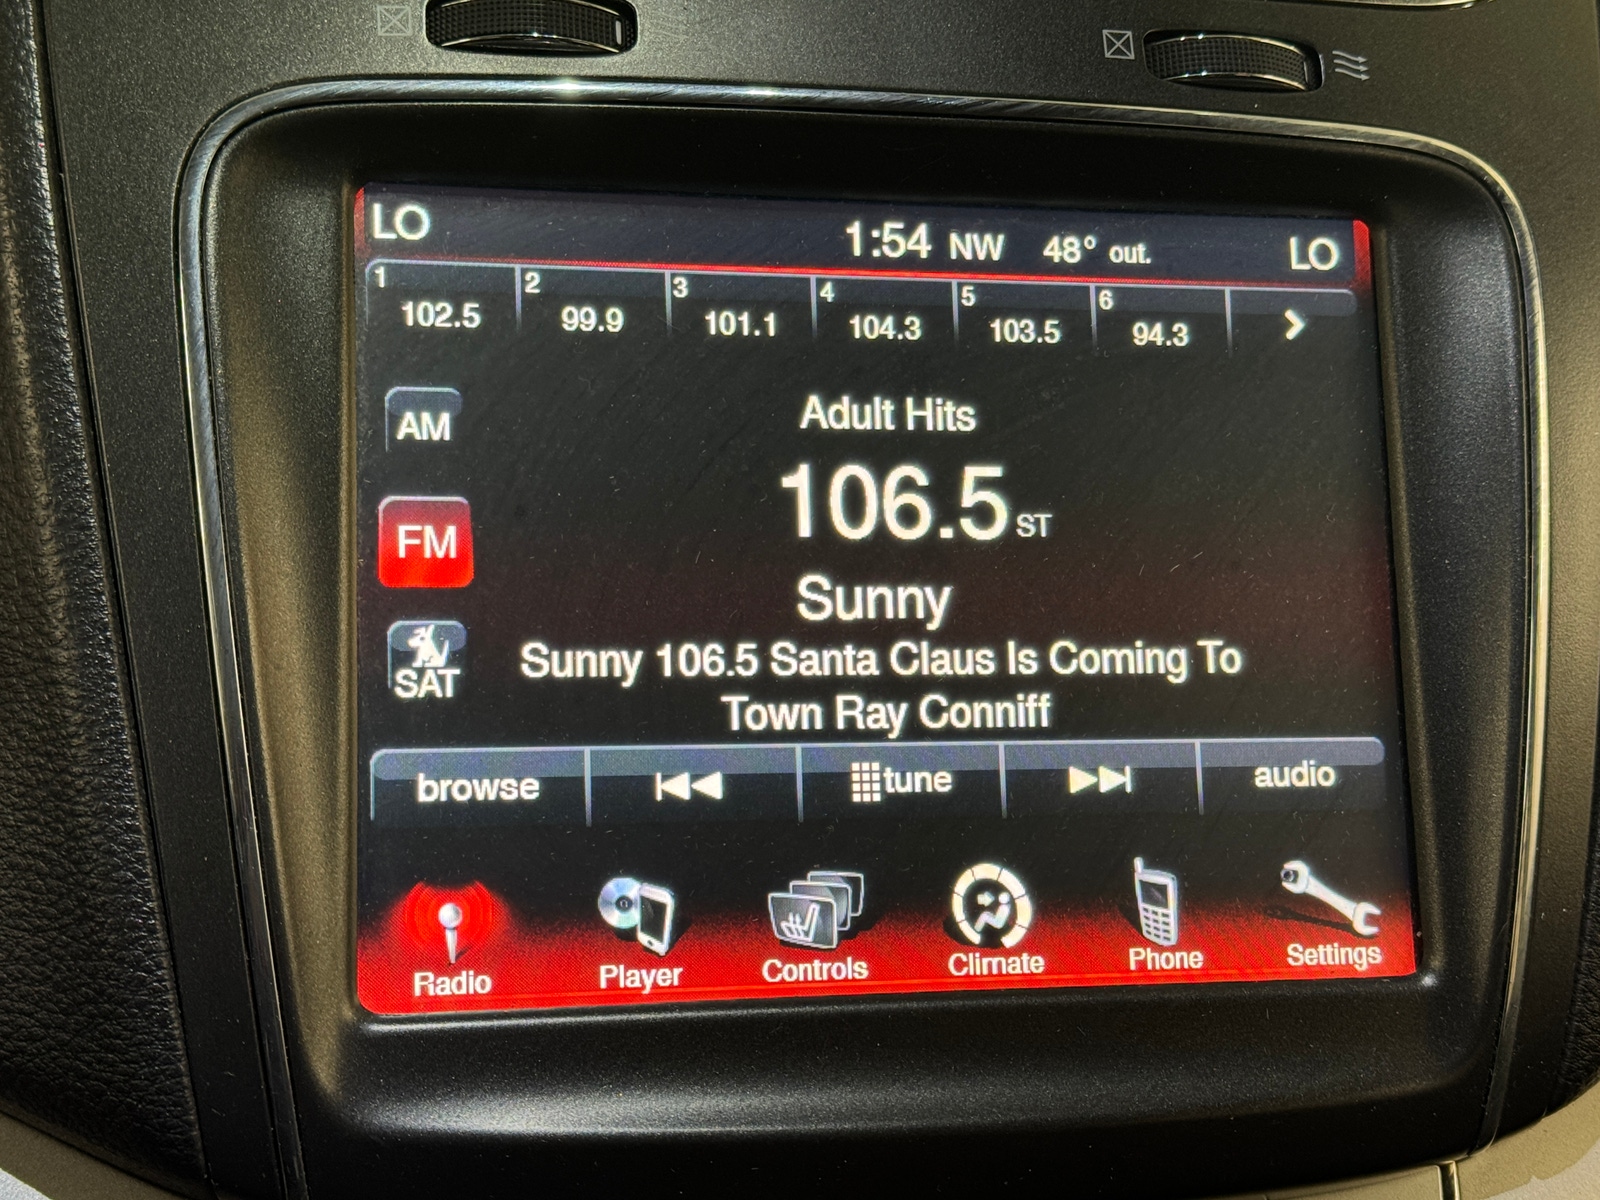 LO 1:54 NW 48° out. LO
1 2 3 4 5 6
102.5 99.9 101.1 104.3 103.5 94.3
AM
Adult Hits
FM
106.5 ST
Sunny
SAT
Sunny 106.5 Santa Claus Is Coming To
Town Ray Conniff
browse tune audio
Radio Player Controls Climate Phone Settings